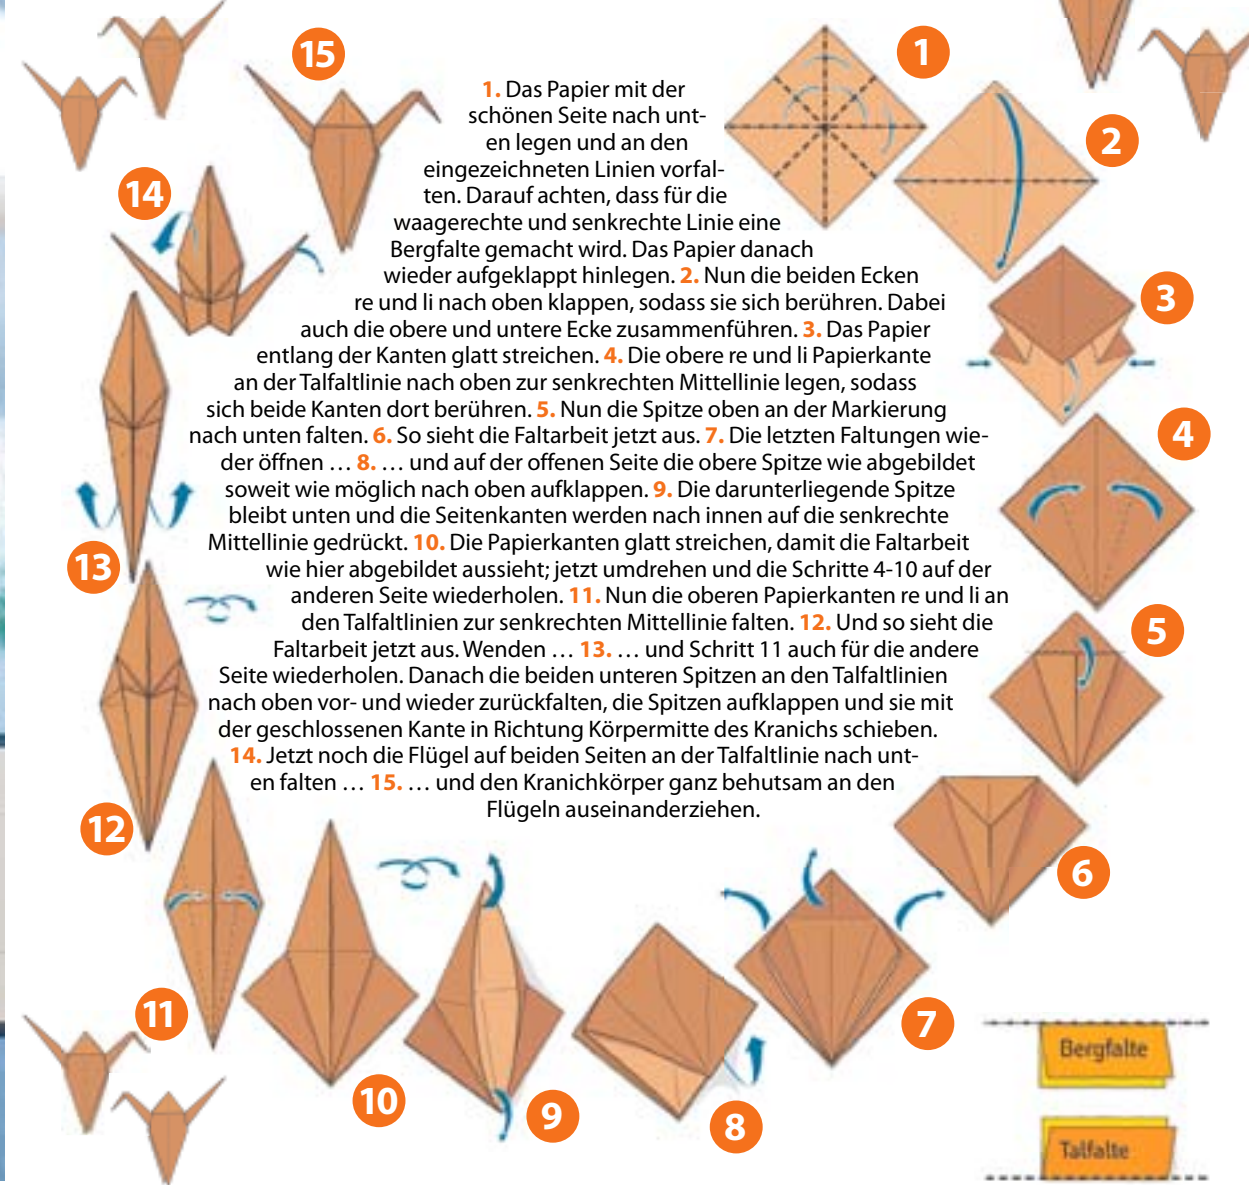 15
1
1. Das Papier mit der
schönen Seite nach unt-
en legen und an den
eingezeichneten Linien vorfal-
ten. Darauf achten, dass für die
waagerechte und senkrechte Linie eine
Bergfalte gemacht wird. Das Papier danach
wieder aufgeklappt hinlegen. 2. Nun die beiden Ecken
re und li nach oben klappen, sodass sie sich berühren. Dabei
auch die obere und untere Ecke zusammenführen. 3. Das Papier
entlang der Kanten glatt streichen. 4. Die obere re und li Papierkante
an der Talfaltlinie nach oben zur senkrechten Mittellinie legen, sodass
sich beide Kanten dort berühren. 5. Nun die Spitze oben an der Markierung
nach unten falten. 6. So sieht die Faltarbeit jetzt aus. 7. Die letzten Faltungen wie-
der öffnen … 8. … und auf der offenen Seite die obere Spitze wie abgebildet
soweit wie möglich nach oben aufklappen. 9. Die darunterliegende Spitze
bleibt unten und die Seitenkanten werden nach innen auf die senkrechte
Mittellinie gedrückt. 10. Die Papierkanten glatt streichen, damit die Faltarbeit
wie hier abgebildet aussieht; jetzt umdrehen und die Schritte 4-10 auf der
anderen Seite wiederholen. 11. Nun die oberen Papierkanten re und li an
den Talfaltlinien zur senkrechten Mittellinie falten. 12. Und so sieht die
Faltarbeit jetzt aus. Wenden … 13. … und Schritt 11 auch für die andere
Seite wiederholen. Danach die beiden unteren Spitzen an den Talfaltlinien
nach oben vor- und wieder zurückfalten, die Spitzen aufklappen und sie mit
der geschlossenen Kante in Richtung Körpermitte des Kranichs schieben.
14. Jetzt noch die Flügel auf beiden Seiten an der Talfaltlinie nach unt-
en falten … 15. … und den Kranichkörper ganz behutsam an den
Flügeln auseinanderziehen.
2
3
4
5
6
7
8
9
10
11
12
13
14
Bergfalte
Talfalte